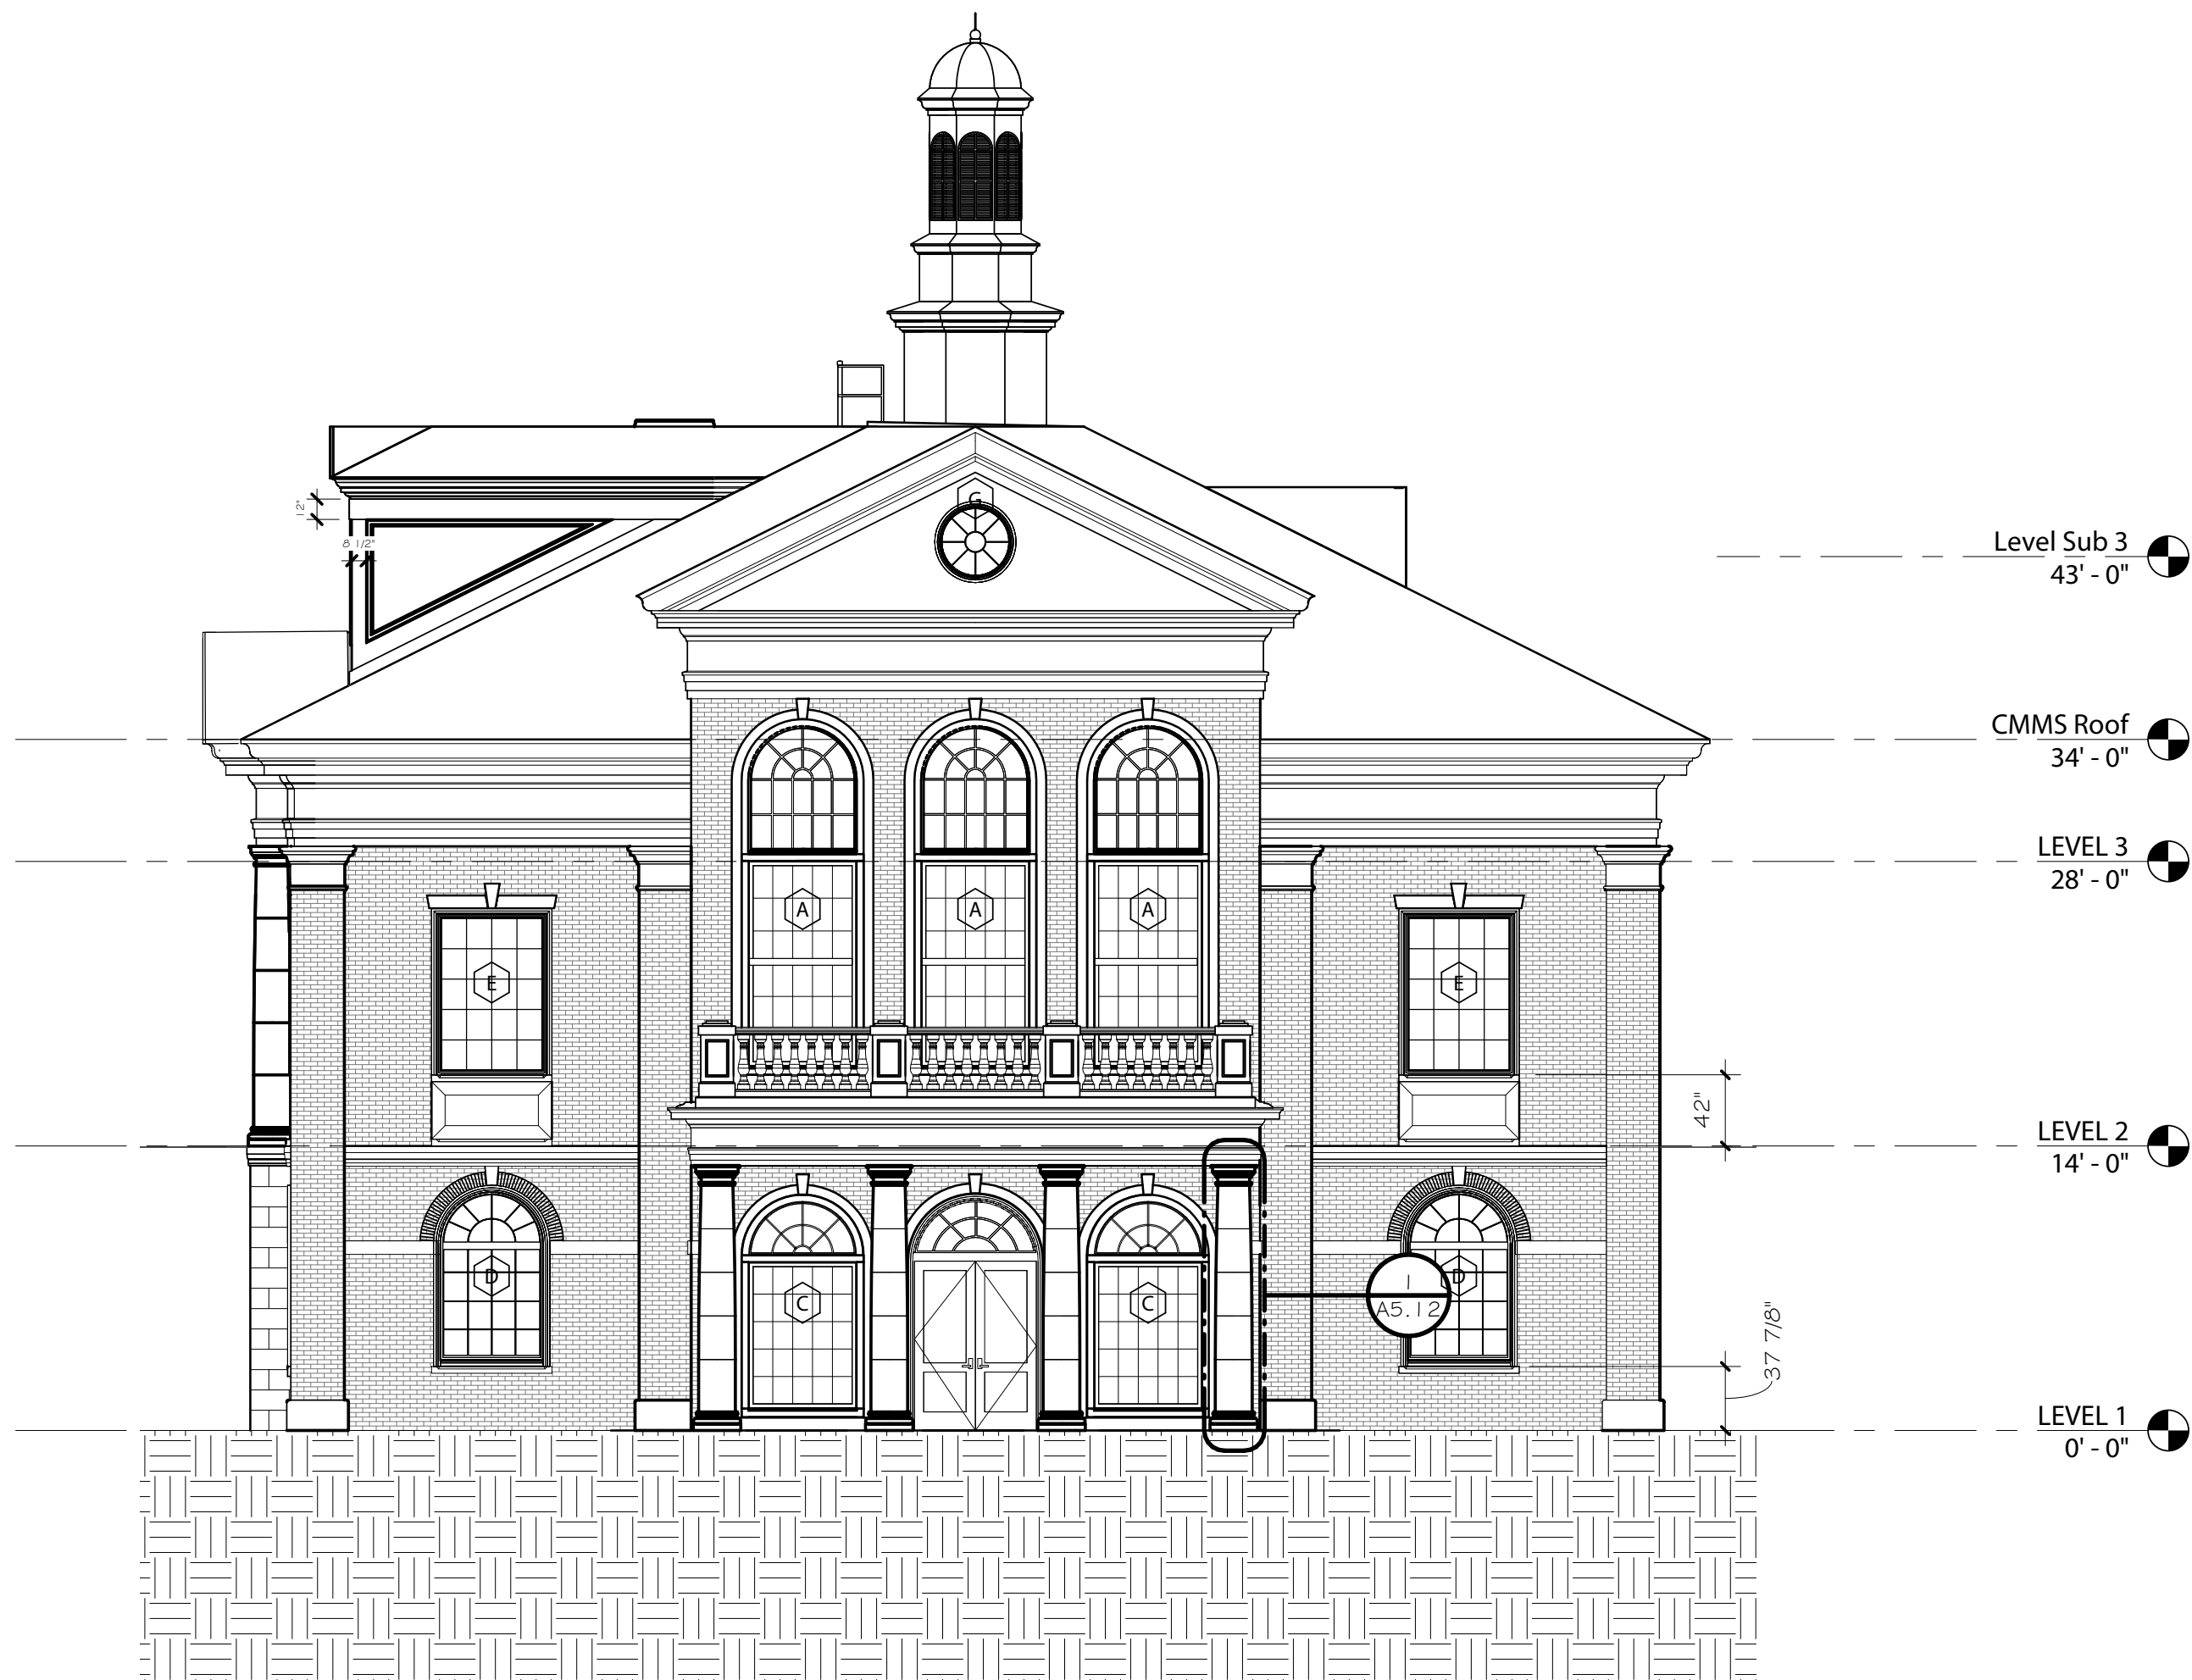 G
12"
8 1/2"
Level Sub 3
43' - 0"
CMMS Roof
34' - 0"
LEVEL 3
28' - 0"
A
A
A
E
E
42"
LEVEL 2
14' - 0"
D
D
C
C
1
A5.12
37 7/8"
LEVEL 1
0' - 0"